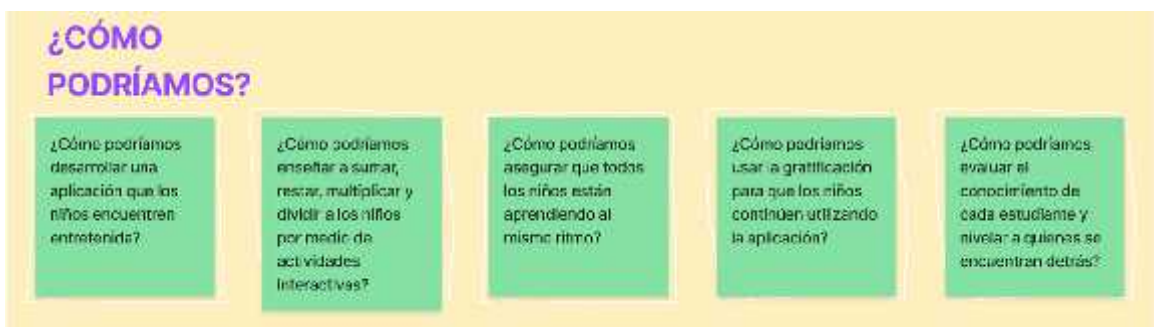 ¿CÓMO
PODRÍAMOS?
¿Cómo podríamos
desarrollar una
aplicación que los
niños encuentren
entretenida?
¿Cómo podríamos
enseñar a sumar,
restar, multiplicar y
dividir a los niños
por medio de
actividades
interactivas?
¿Cómo podríamos
asegurar que todos
los niños están
aprendiendo al
mismo ritmo?
¿Cómo podríamos
usar la gratificación
para que los niños
continúen utilizando
la aplicación?
¿Cómo podríamos
evaluar el
conocimiento de
cada estudiante y
nivelar a quienes se
encuentran detrás?